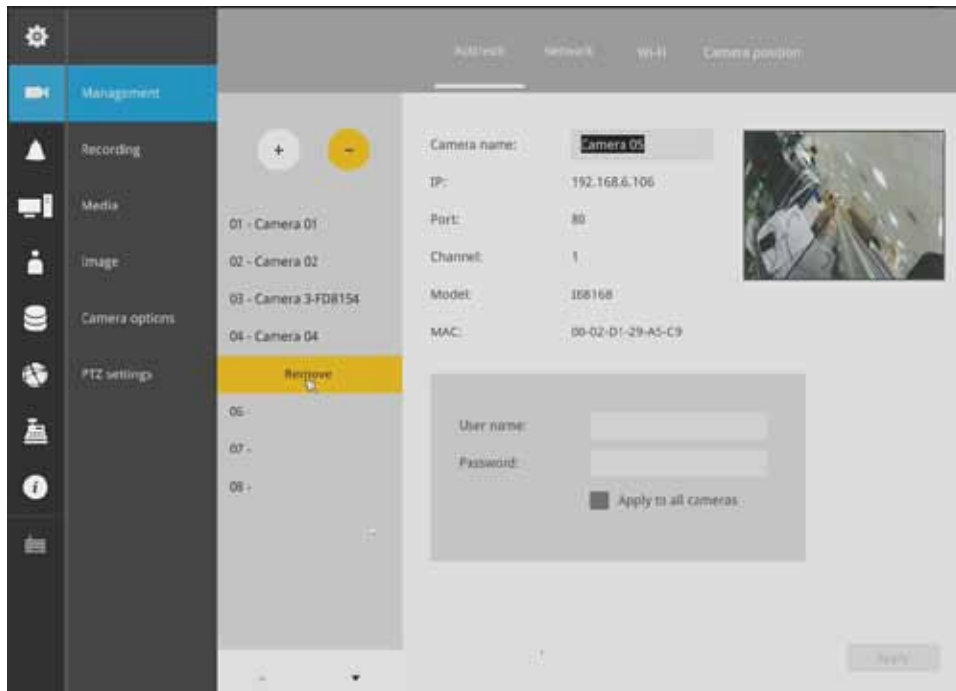 Address
Network
Wi-Fi
Camera position
Management
Recording
Media
Image
Camera options
PTZ settings
+
-
01 - Camera 01
02 - Camera 02
03 - Camera 3-FD8154
04 - Camera 04
Remove
06 -
07 -
08 -
Camera name: Camera 05
IP: 192.168.6.106
Port: 80
Channel: 1
Model: IB8168
MAC: 00-02-D1-29-A5-C9
User name:
Password:
Apply to all cameras
Apply